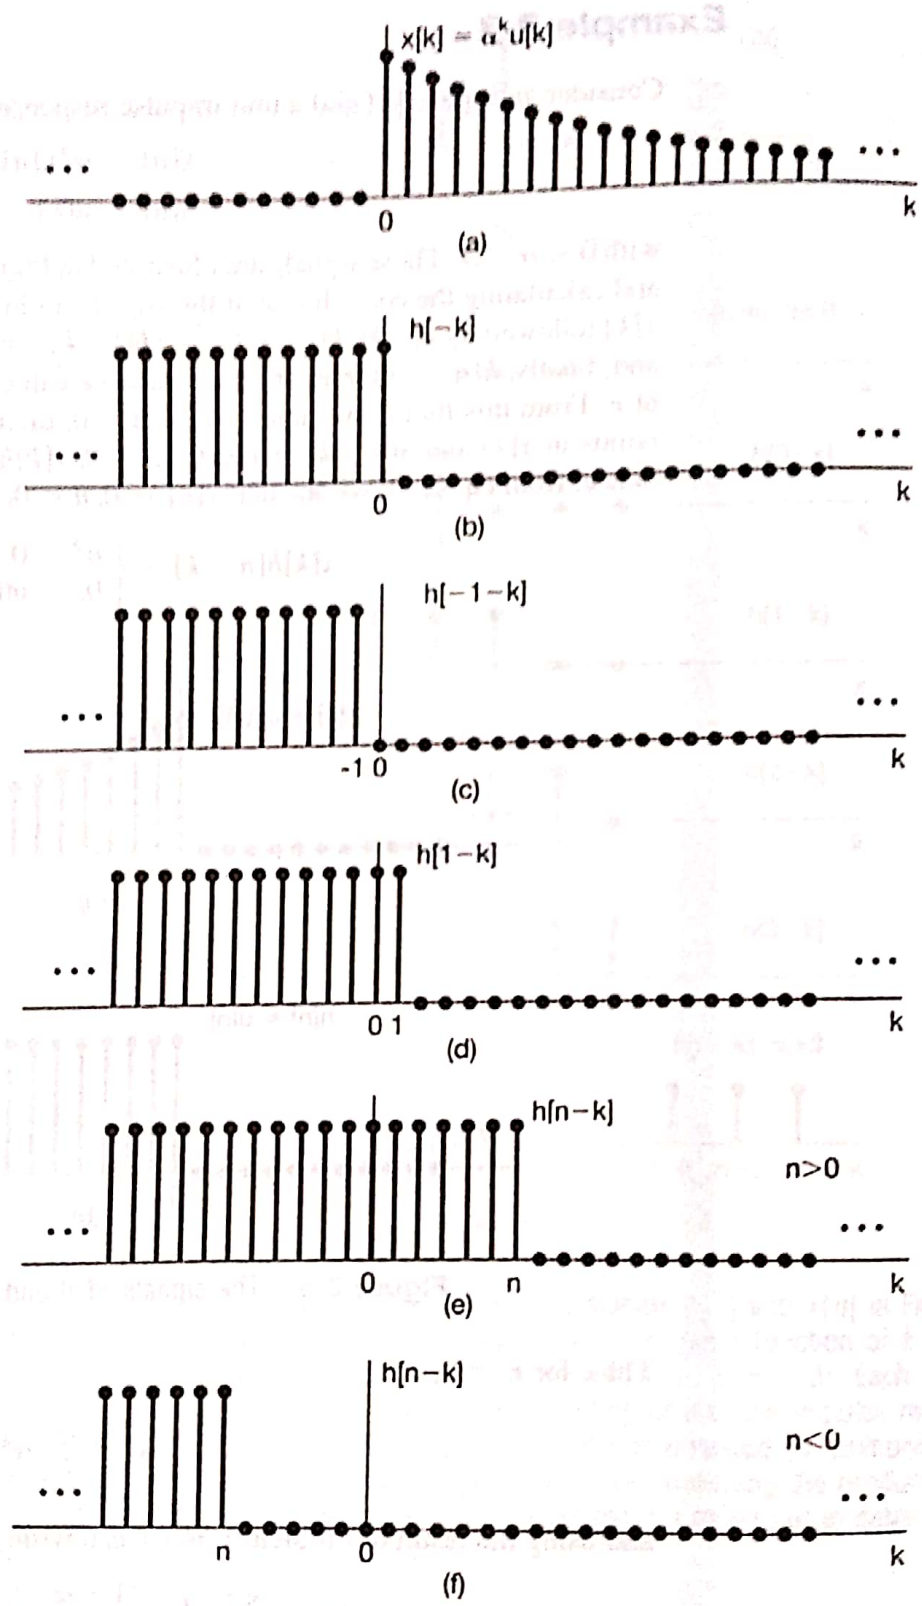 x[k] = α^k u[k]
...
...
0
k
(a)
h[−k]
...
...
0
k
(b)
h[−1−k]
...
...
-1 0
k
(c)
h[1−k]
...
...
0 1
k
(d)
h[n−k]
n>0
...
...
0
n
k
(e)
h[n−k]
n<0
...
...
n
0
k
(f)